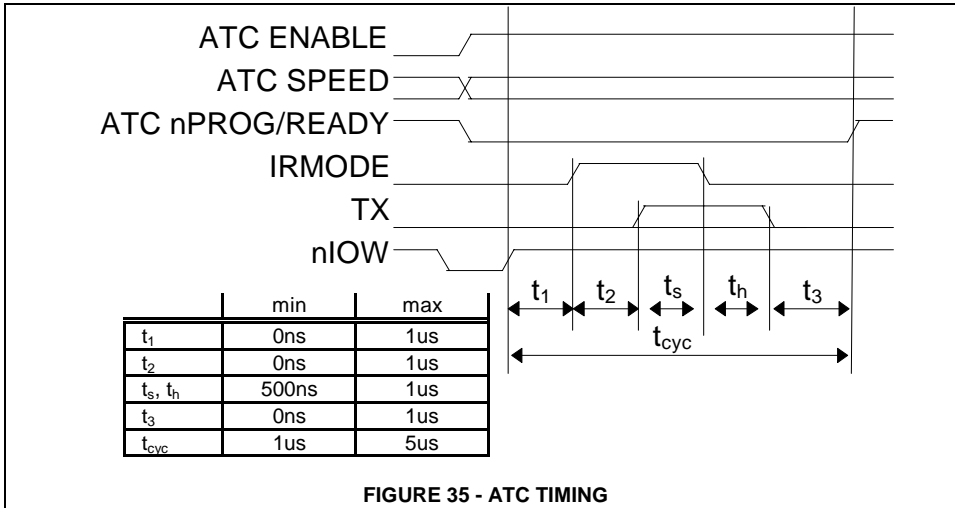 ATC ENABLE
ATC SPEED
ATC nPROG/READY
IRMODE
TX
nIOW
t1 t2 ts th t3
tcyc
min max
t1 0ns 1us
t2 0ns 1us
ts, th 500ns 1us
t3 0ns 1us
tcyc 1us 5us
FIGURE 35 - ATC TIMING